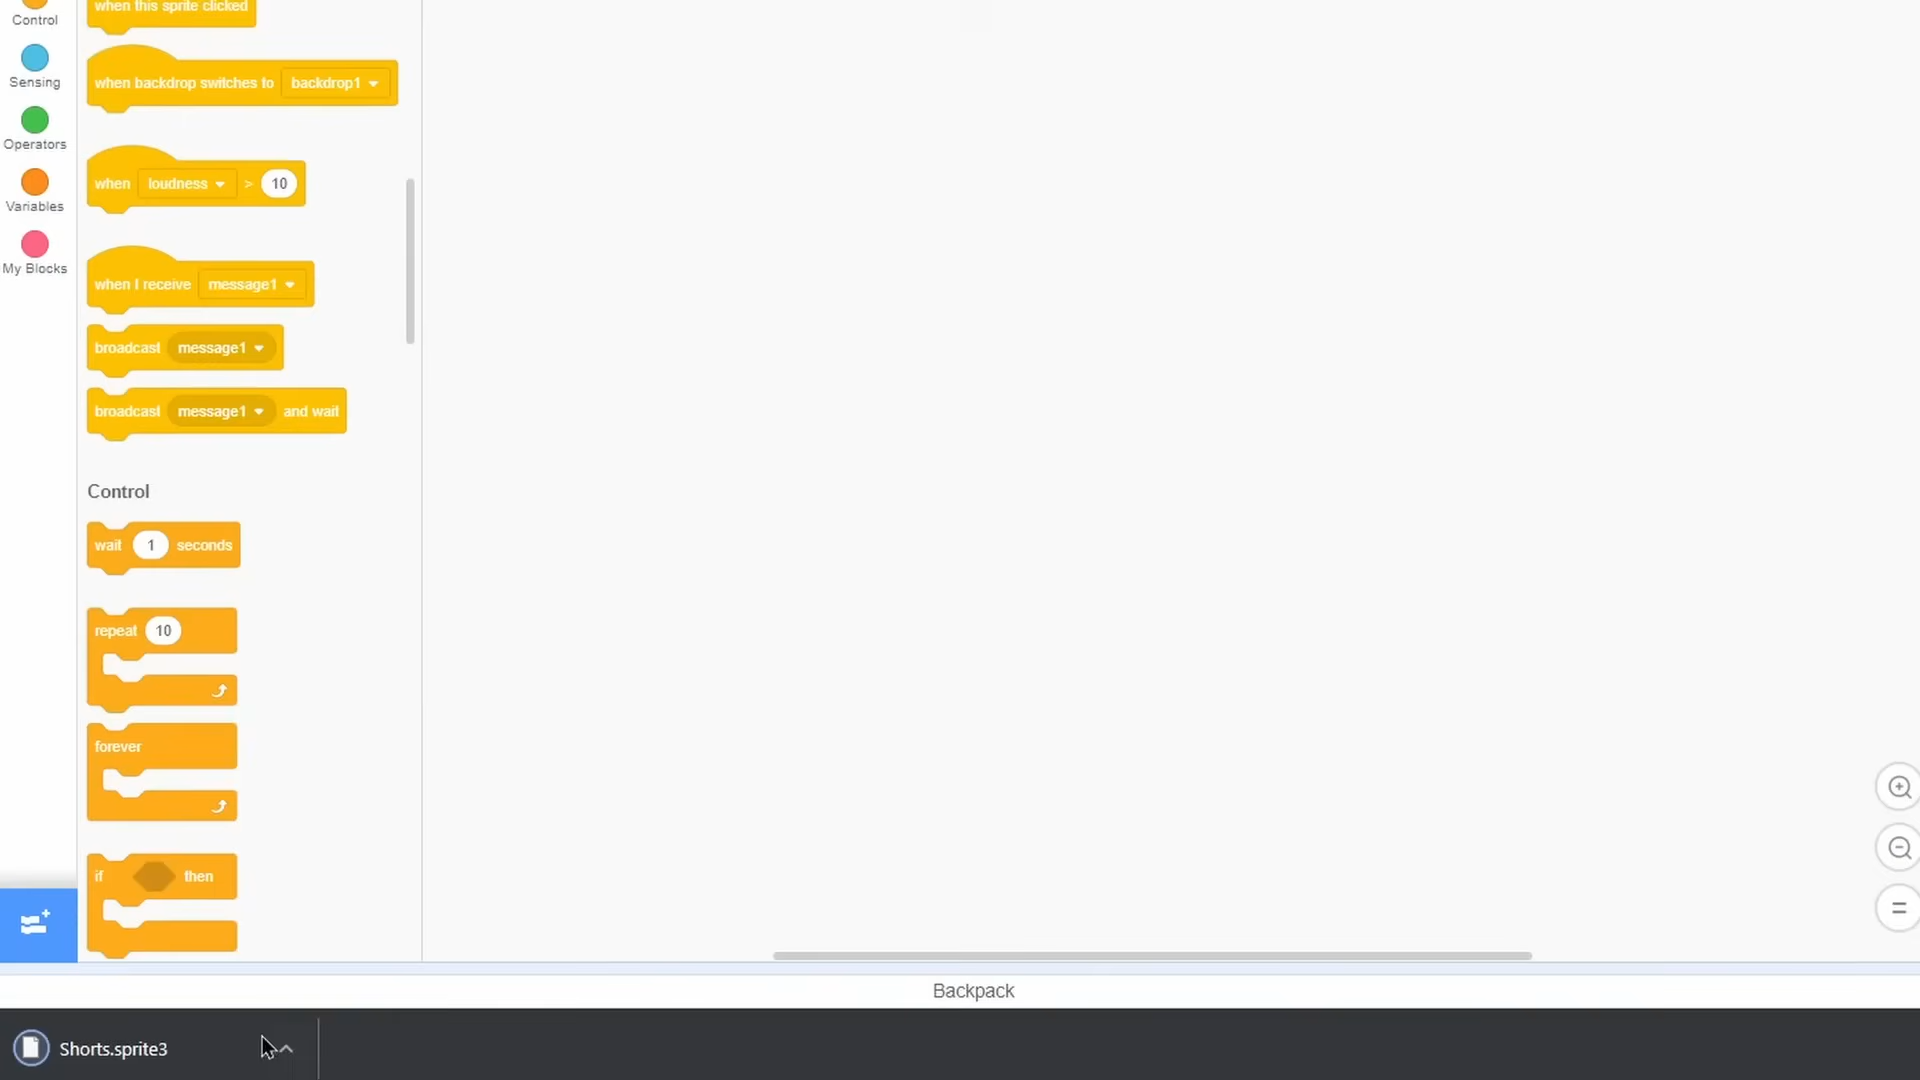 Control
Sensing
Operators
Variables
My Blocks
when this sprite clicked
when backdrop switches to backdrop1
when loudness > 10
when I receive message1
broadcast message1
broadcast message1 and wait
Control
wait 1 seconds
repeat 10
forever
if then
Backpack
Shorts.sprite3